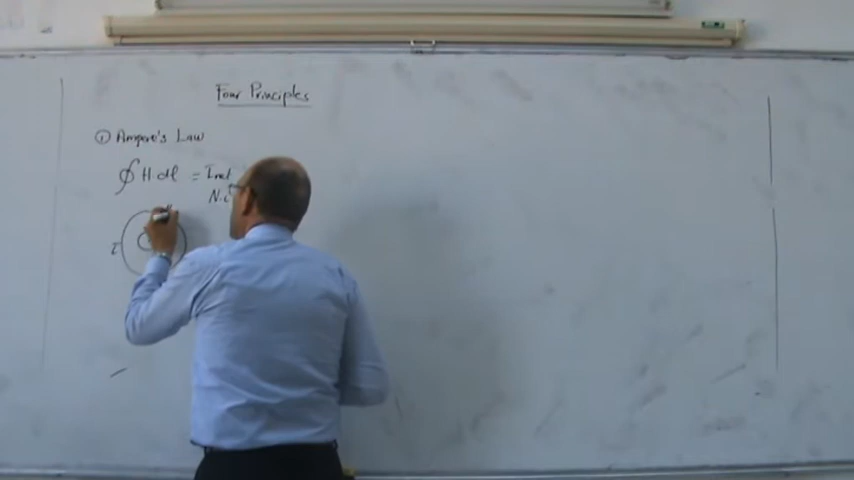 Four Principles
① Ampere's Law
∮ H dl = Inet
N.i